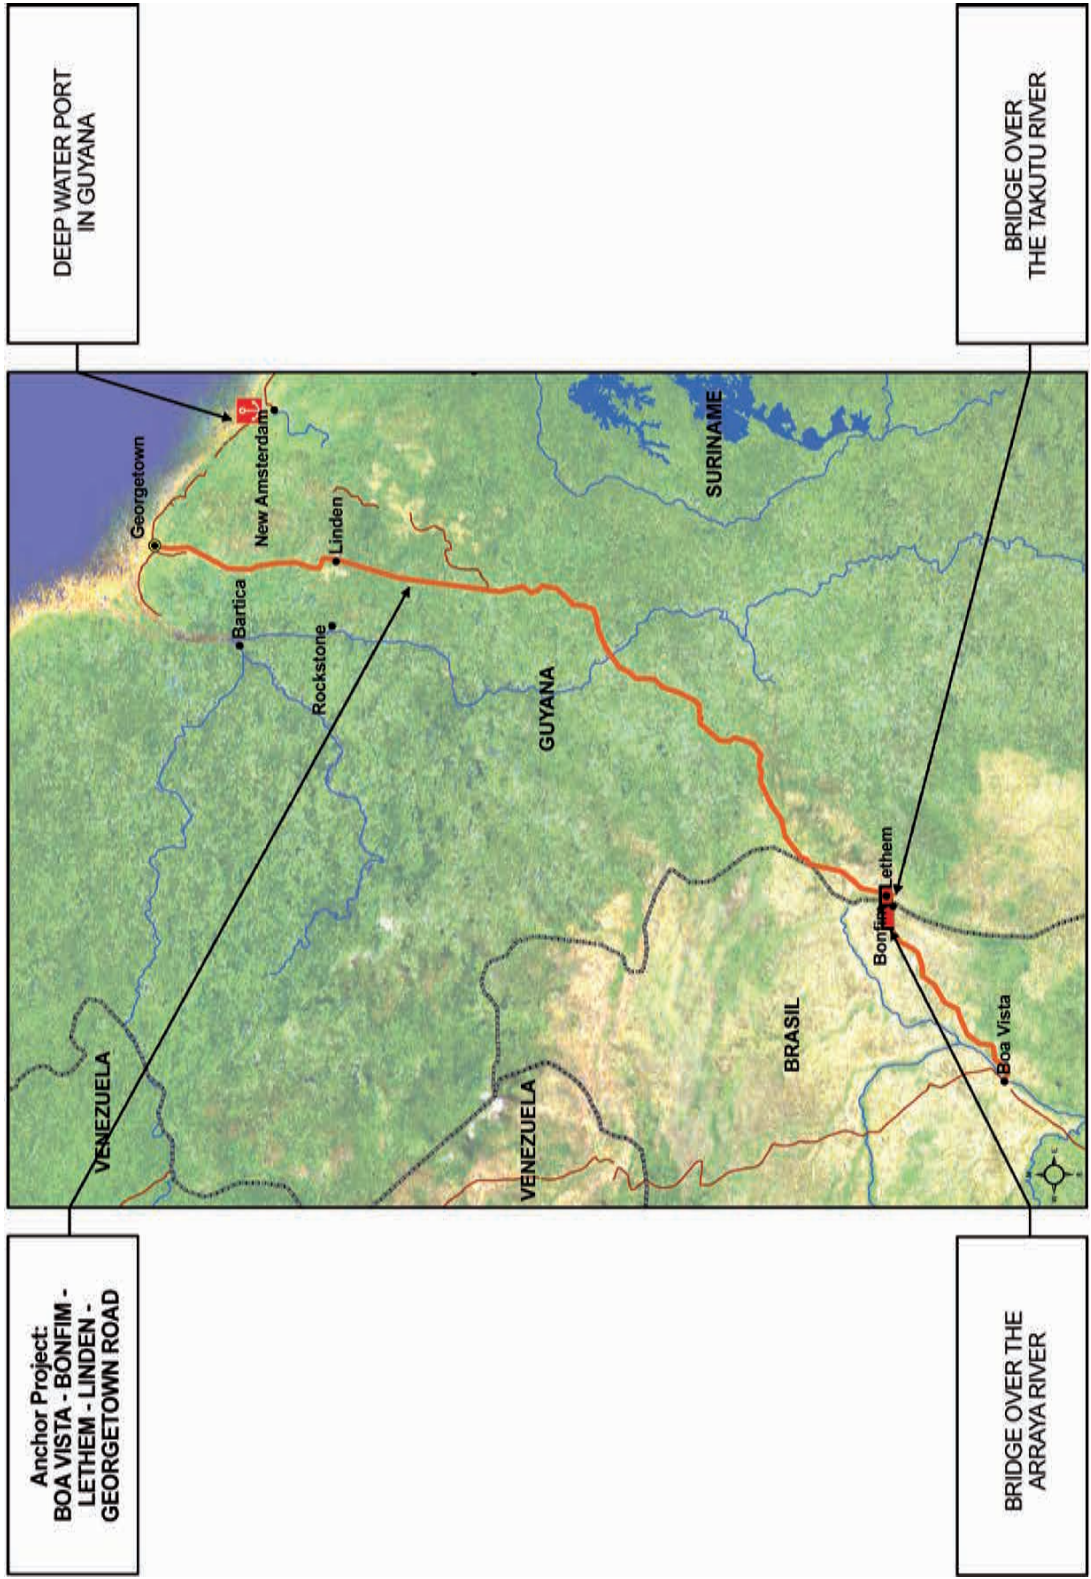 Anchor Project:
BOA VISTA - BONFIM -
LETHEM - LINDEN -
GEORGETOWN ROAD
DEEP WATER PORT
IN GUYANA
VENEZUELA
Georgetown
Bartica
New Amsterdam
Rockstone
Linden
VENEZUELA
GUYANA
SURINAME
BRASIL
Bonfim
Lethem
Boa Vista
N
W
E
S
BRIDGE OVER THE
ARRAYA RIVER
BRIDGE OVER
THE TAKUTU RIVER